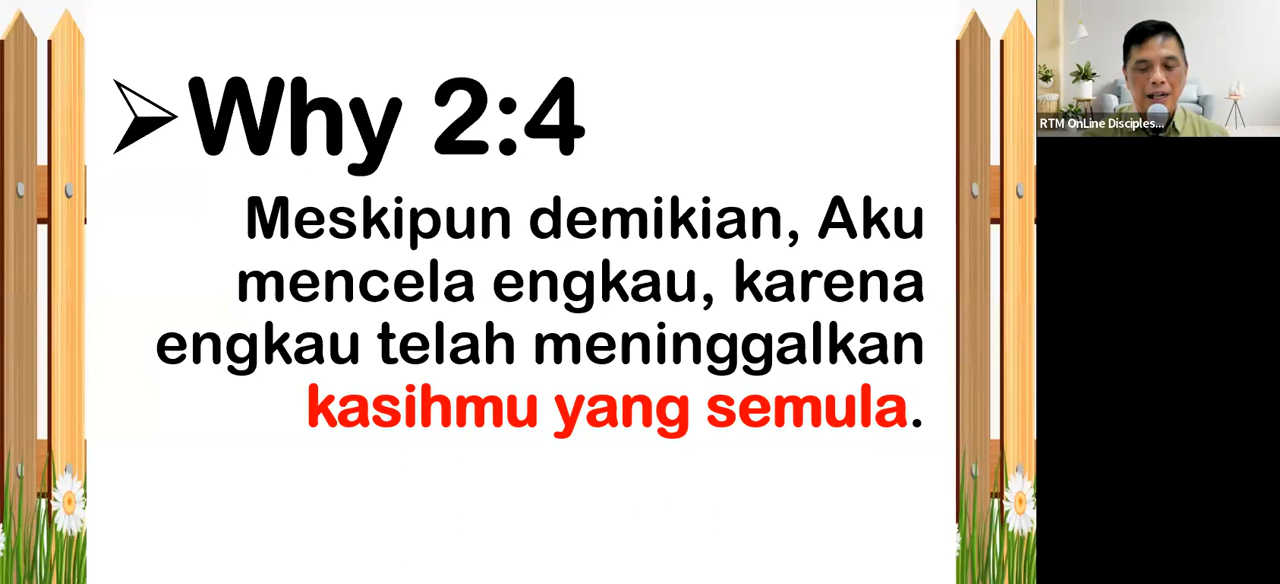 Why 2:4
Meskipun demikian, Aku
mencela engkau, karena
engkau telah meninggalkan
kasihmu yang semula.
RTM OnLine Disciples...